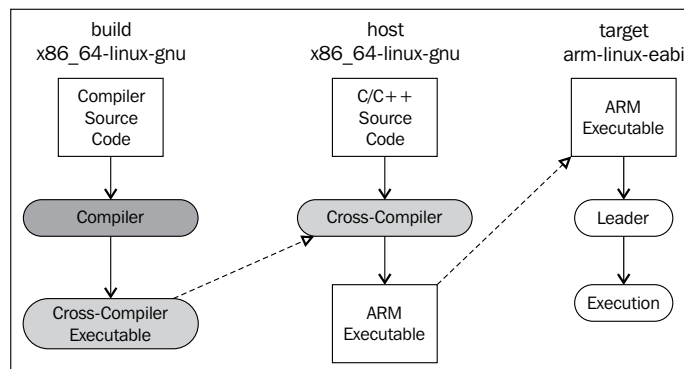 build
x86_64-linux-gnu
Compiler
Source
Code
Compiler
Cross-Compiler
Executable
host
x86_64-linux-gnu
C/C++
Source
Code
Cross-Compiler
ARM
Executable
target
arm-linux-eabi
ARM
Executable
Leader
Execution